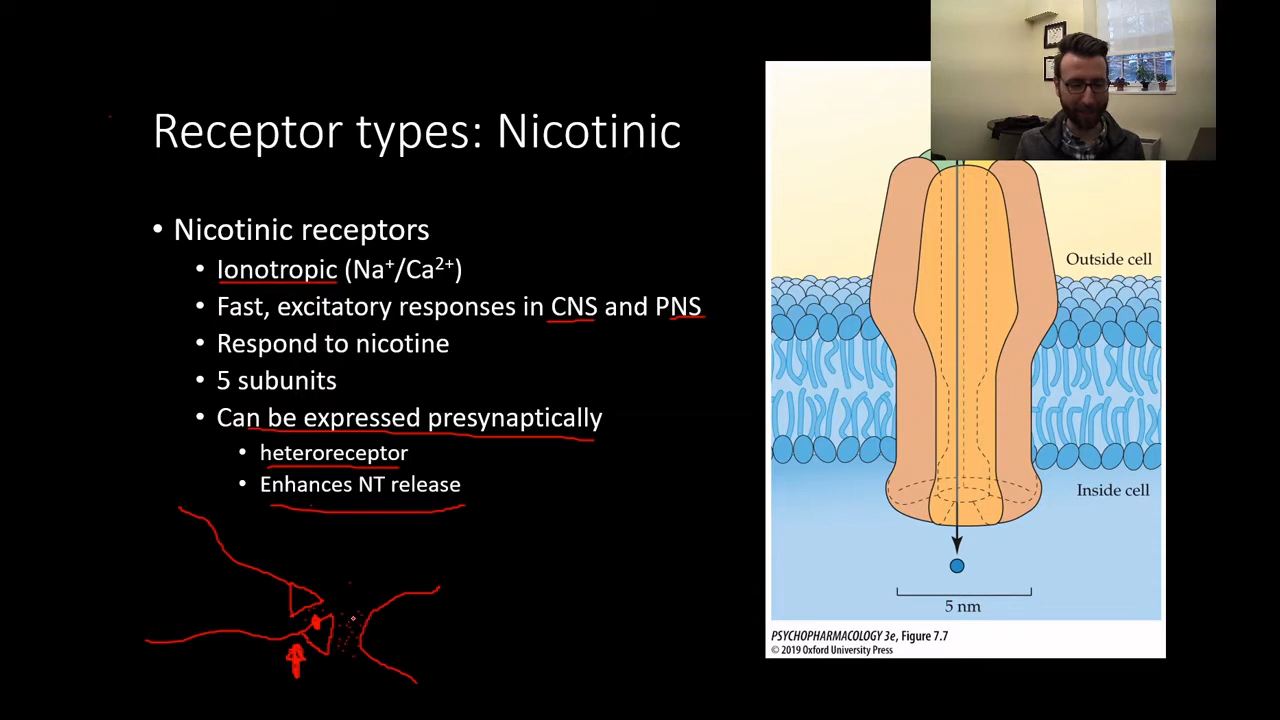 Receptor types: Nicotinic
• Nicotinic receptors
• Ionotropic (Na⁺/Ca²⁺)
• Fast, excitatory responses in CNS and PNS
• Respond to nicotine
• 5 subunits
• Can be expressed presynaptically
• heteroreceptor
• Enhances NT release
Outside cell
Inside cell
5 nm
PSYCHOPHARMACOLOGY 3e, Figure 7.7
© 2019 Oxford University Press